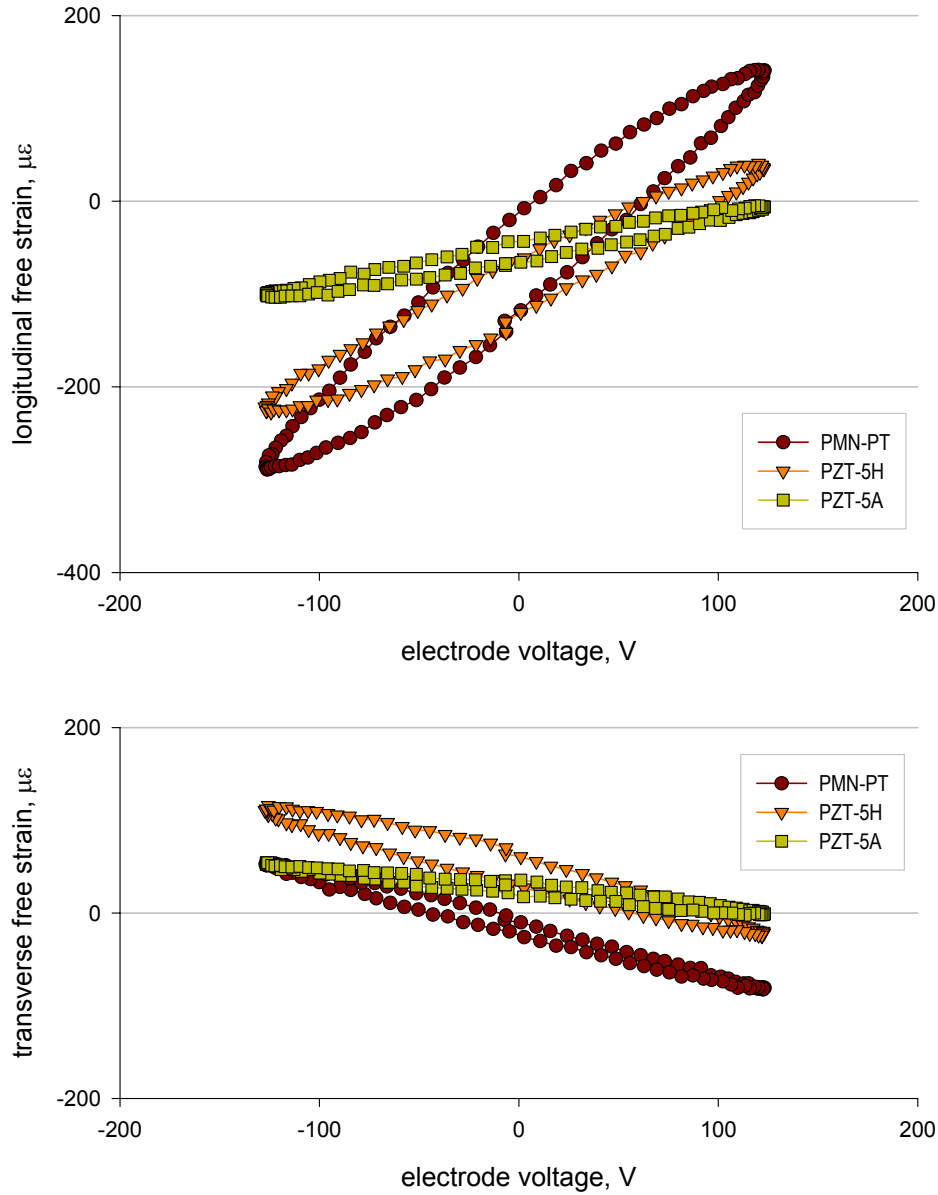 200
0
-200
-400
longitudinal free strain, με
-200
-100
0
100
200
electrode voltage, V
PMN-PT
PZT-5H
PZT-5A
200
0
-200
transverse free strain, με
-200
-100
0
100
200
electrode voltage, V
PMN-PT
PZT-5H
PZT-5A